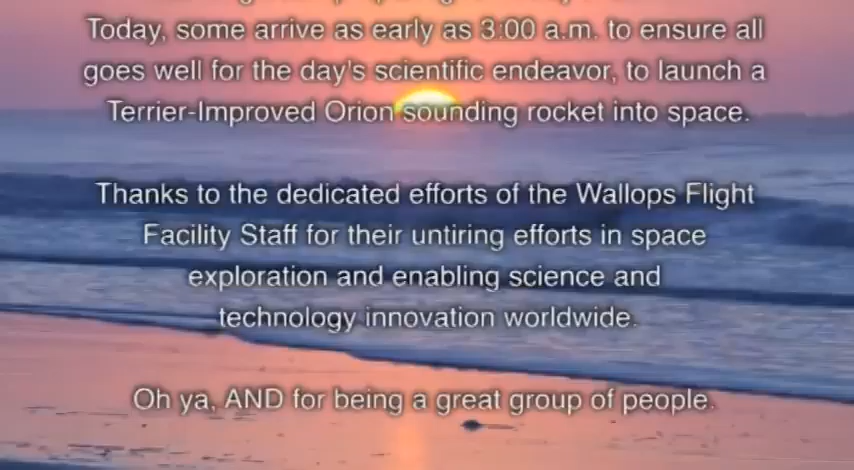 Today, some arrive as early as 3:00 a.m. to ensure all
goes well for the day's scientific endeavor, to launch a
Terrier-Improved Orion sounding rocket into space.
Thanks to the dedicated efforts of the Wallops Flight
Facility Staff for their untiring efforts in space
exploration and enabling science and
technology innovation worldwide.
Oh ya, AND for being a great group of people.